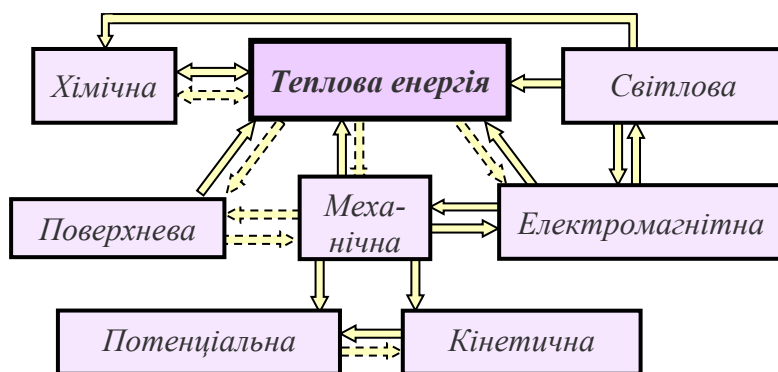 Хімічна
Теплова енергія
Світлова
Поверхнева
Меха-
нічна
Електромагнітна
Потенціальна
Кінетична